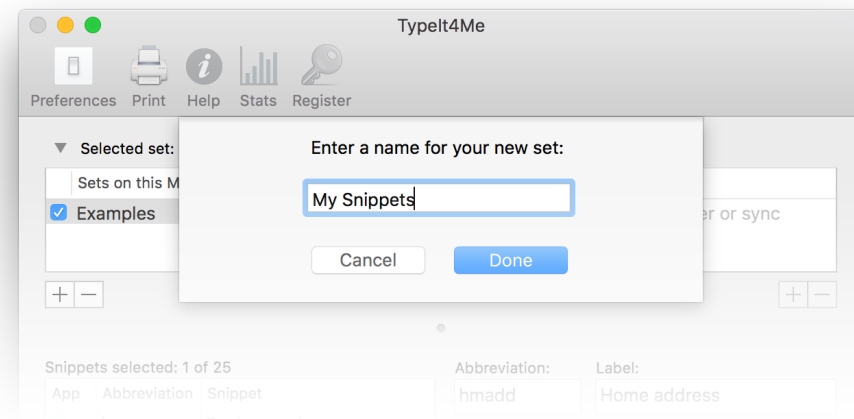 TypeIt4Me
Preferences Print Help Stats Register
Selected set:
Enter a name for your new set:
Sets on this M
My Snippets
Examples
er or sync
Cancel Done
Snippets selected: 1 of 25
Abbreviation: Label:
App Abbreviation Snippet
hmadd Home address